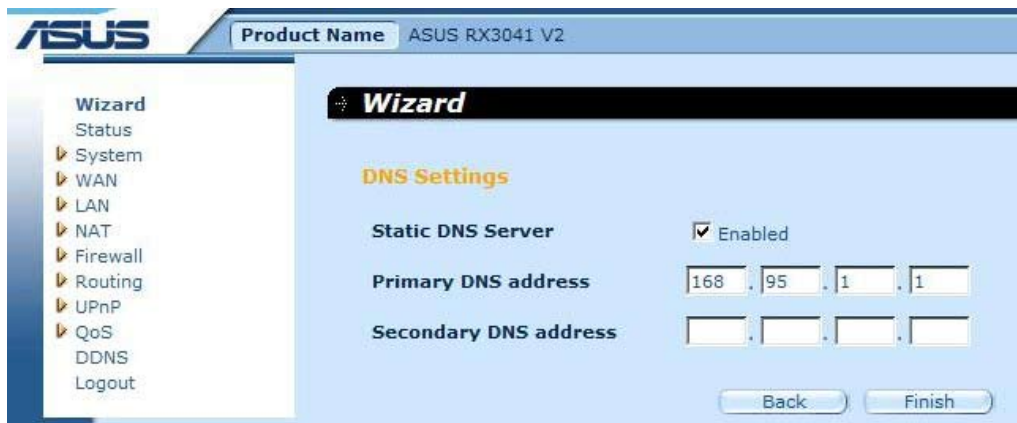 ASUS
Product Name ASUS RX3041 V2
Wizard
Status
System
WAN
LAN
NAT
Firewall
Routing
UPnP
QoS
DDNS
Logout
Wizard
DNS Settings
Static DNS Server Enabled
Primary DNS address 168 . 95 . 1 . 1
Secondary DNS address . . .
Back Finish